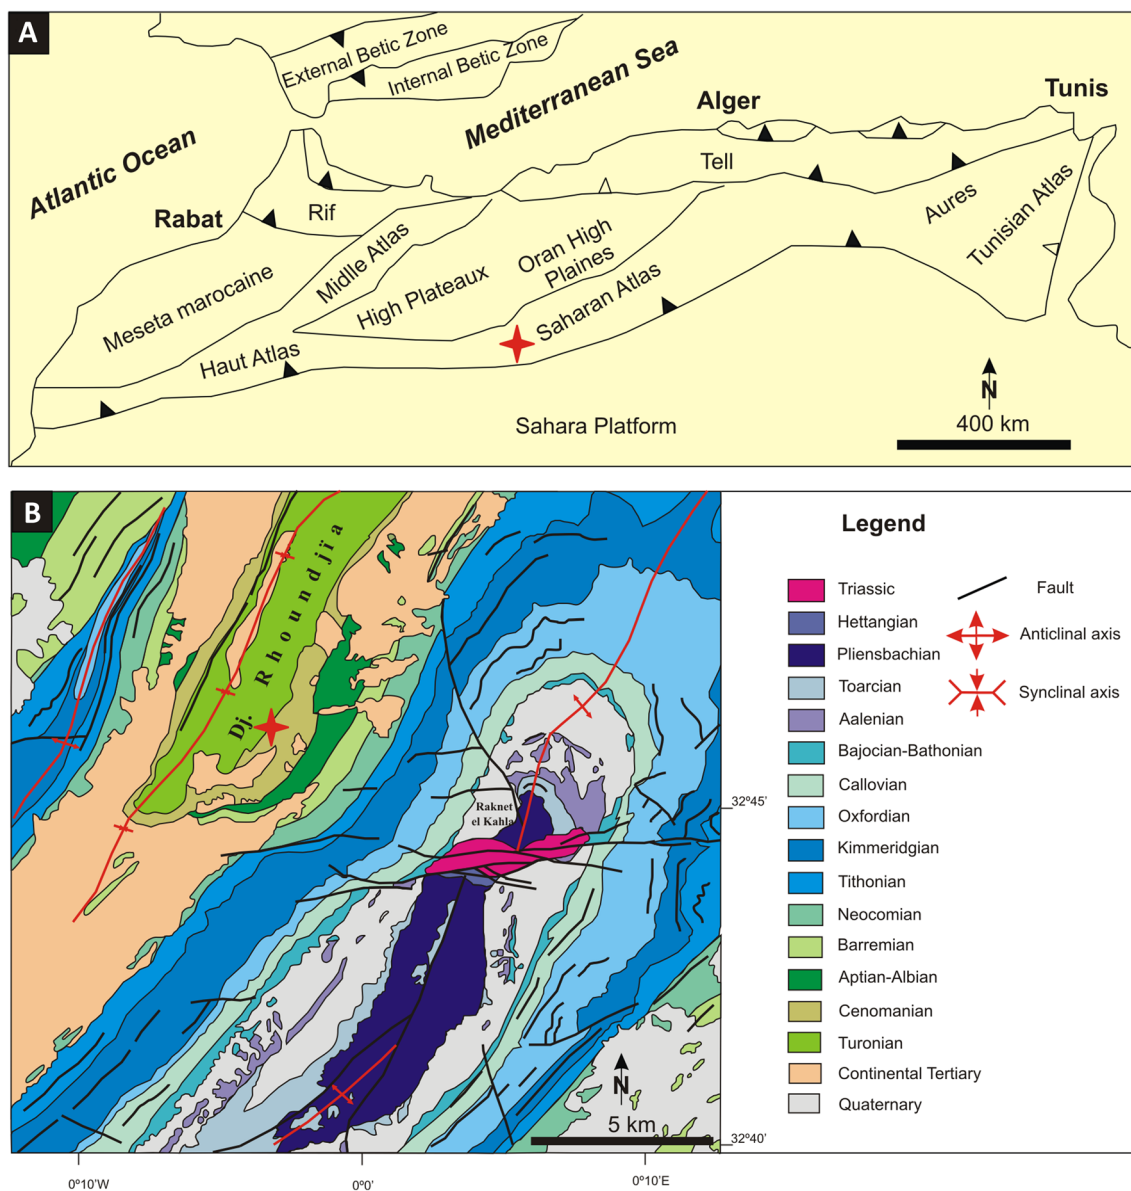 A
External Betic Zone
Internal Betic Zone
Mediterranean Sea
Atlantic Ocean
Alger
Tunis
Tell
Rabat
Rif
Aures
Tunisian Atlas
Midlle Atlas
Oran High
Plaines
High Plateaux
Meseta marocaine
Saharan Atlas
Haut Atlas
Sahara Platform
N
400 km
B
Dj. Rhoundjïa
Raknet
el Kahla
32°45'
32°40'
N
5 km
0°10'W
0°0'
0°10'E
Legend
Triassic
Hettangian
Pliensbachian
Toarcian
Aalenian
Bajocian-Bathonian
Callovian
Oxfordian
Kimmeridgian
Tithonian
Neocomian
Barremian
Aptian-Albian
Cenomanian
Turonian
Continental Tertiary
Quaternary
Fault
Anticlinal axis
Synclinal axis